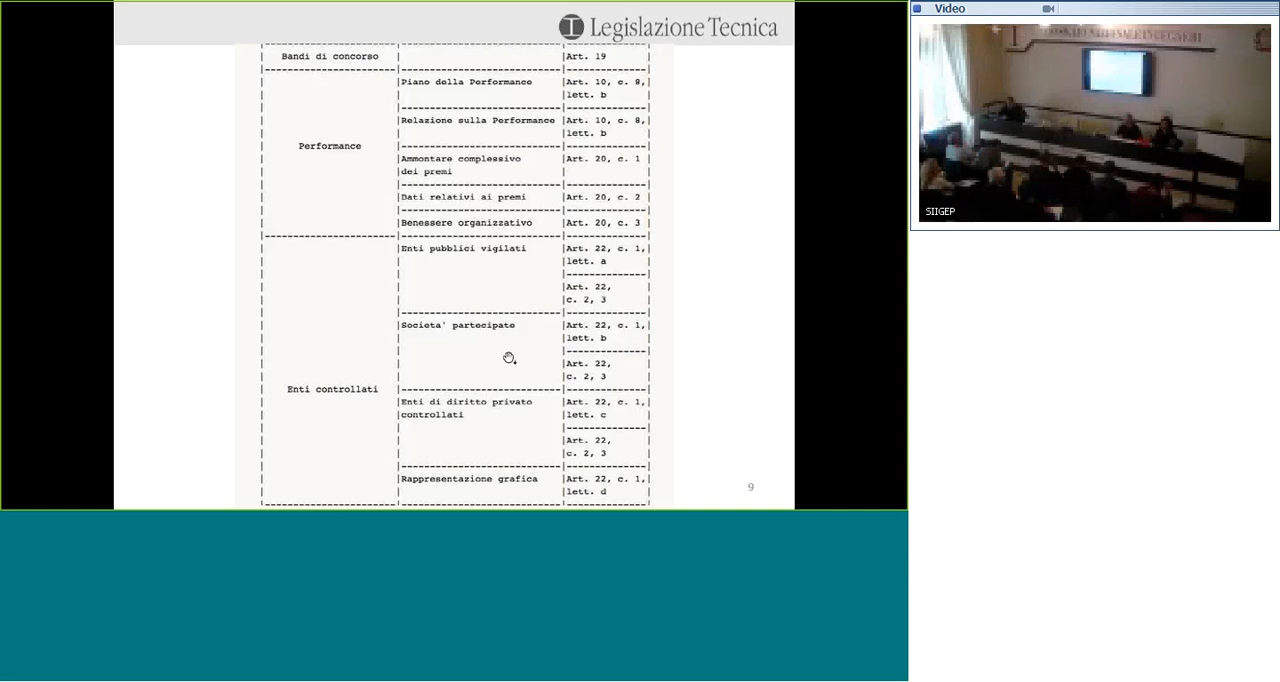 Legislazione Tecnica
Video
Bandi di concorso Art. 19
Piano della Performance Art. 10, c. 8,
lett. b
Relazione sulla Performance Art. 10, c. 8,
lett. b
Performance
Ammontare complessivo Art. 20, c. 1
dei premi
Dati relativi ai premi Art. 20, c. 2
Benessere organizzativo Art. 20, c. 3
Enti pubblici vigilati Art. 22, c. 1,
lett. a
Art. 22,
c. 2, 3
Societa' partecipate Art. 22, c. 1,
lett. b
Art. 22,
c. 2, 3
Enti controllati
Enti di diritto privato Art. 22, c. 1,
controllati lett. c
Art. 22,
c. 2, 3
Rappresentazione grafica Art. 22, c. 1,
lett. d
9
SIIGEP